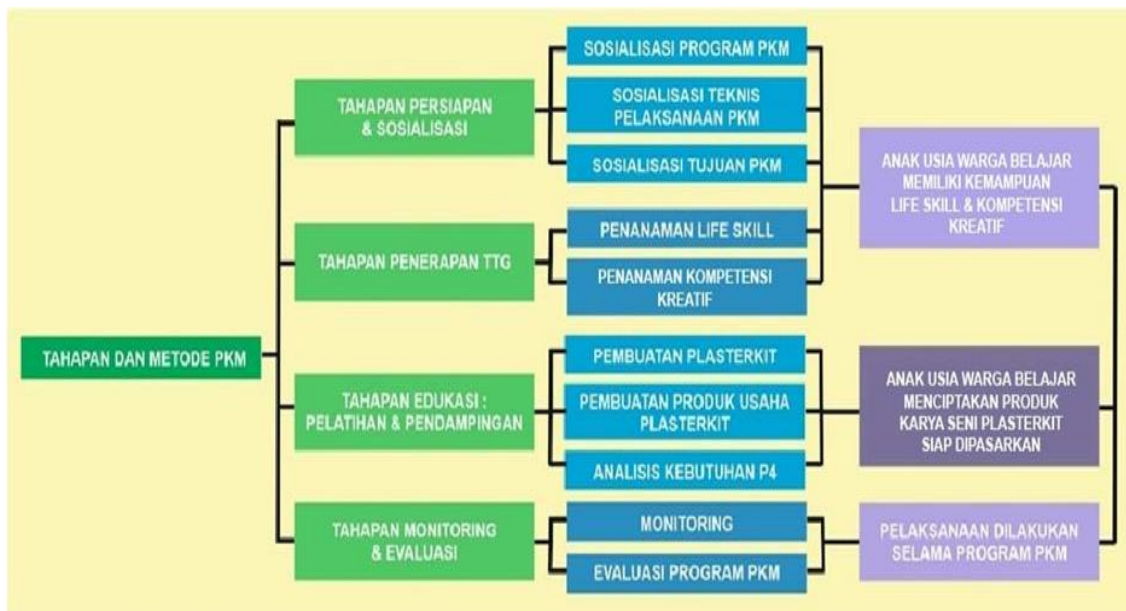 TAHAPAN DAN METODE PKM
TAHAPAN PERSIAPAN
& SOSIALISASI
SOSIALISASI PROGRAM PKM
SOSIALISASI TEKNIS
PELAKSANAAN PKM
SOSIALISASI TUJUAN PKM
TAHAPAN PENERAPAN TTG
PENANAMAN LIFE SKILL
PENANAMAN KOMPETENSI
KREATIF
ANAK USIA WARGA BELAJAR
MEMILIKI KEMAMPUAN
LIFE SKILL & KOMPETENSI
KREATIF
TAHAPAN EDUKASI :
PELATIHAN & PENDAMPINGAN
PEMBUATAN PLASTERKIT
PEMBUATAN PRODUK USAHA
PLASTERKIT
ANALISIS KEBUTUHAN P4
ANAK USIA WARGA BELAJAR
MENCIPTAKAN PRODUK
KARYA SENI PLASTERKIT
SIAP DIPASARKAN
TAHAPAN MONITORING
& EVALUASI
MONITORING
EVALUASI PROGRAM PKM
PELAKSANAAN DILAKUKAN
SELAMA PROGRAM PKM